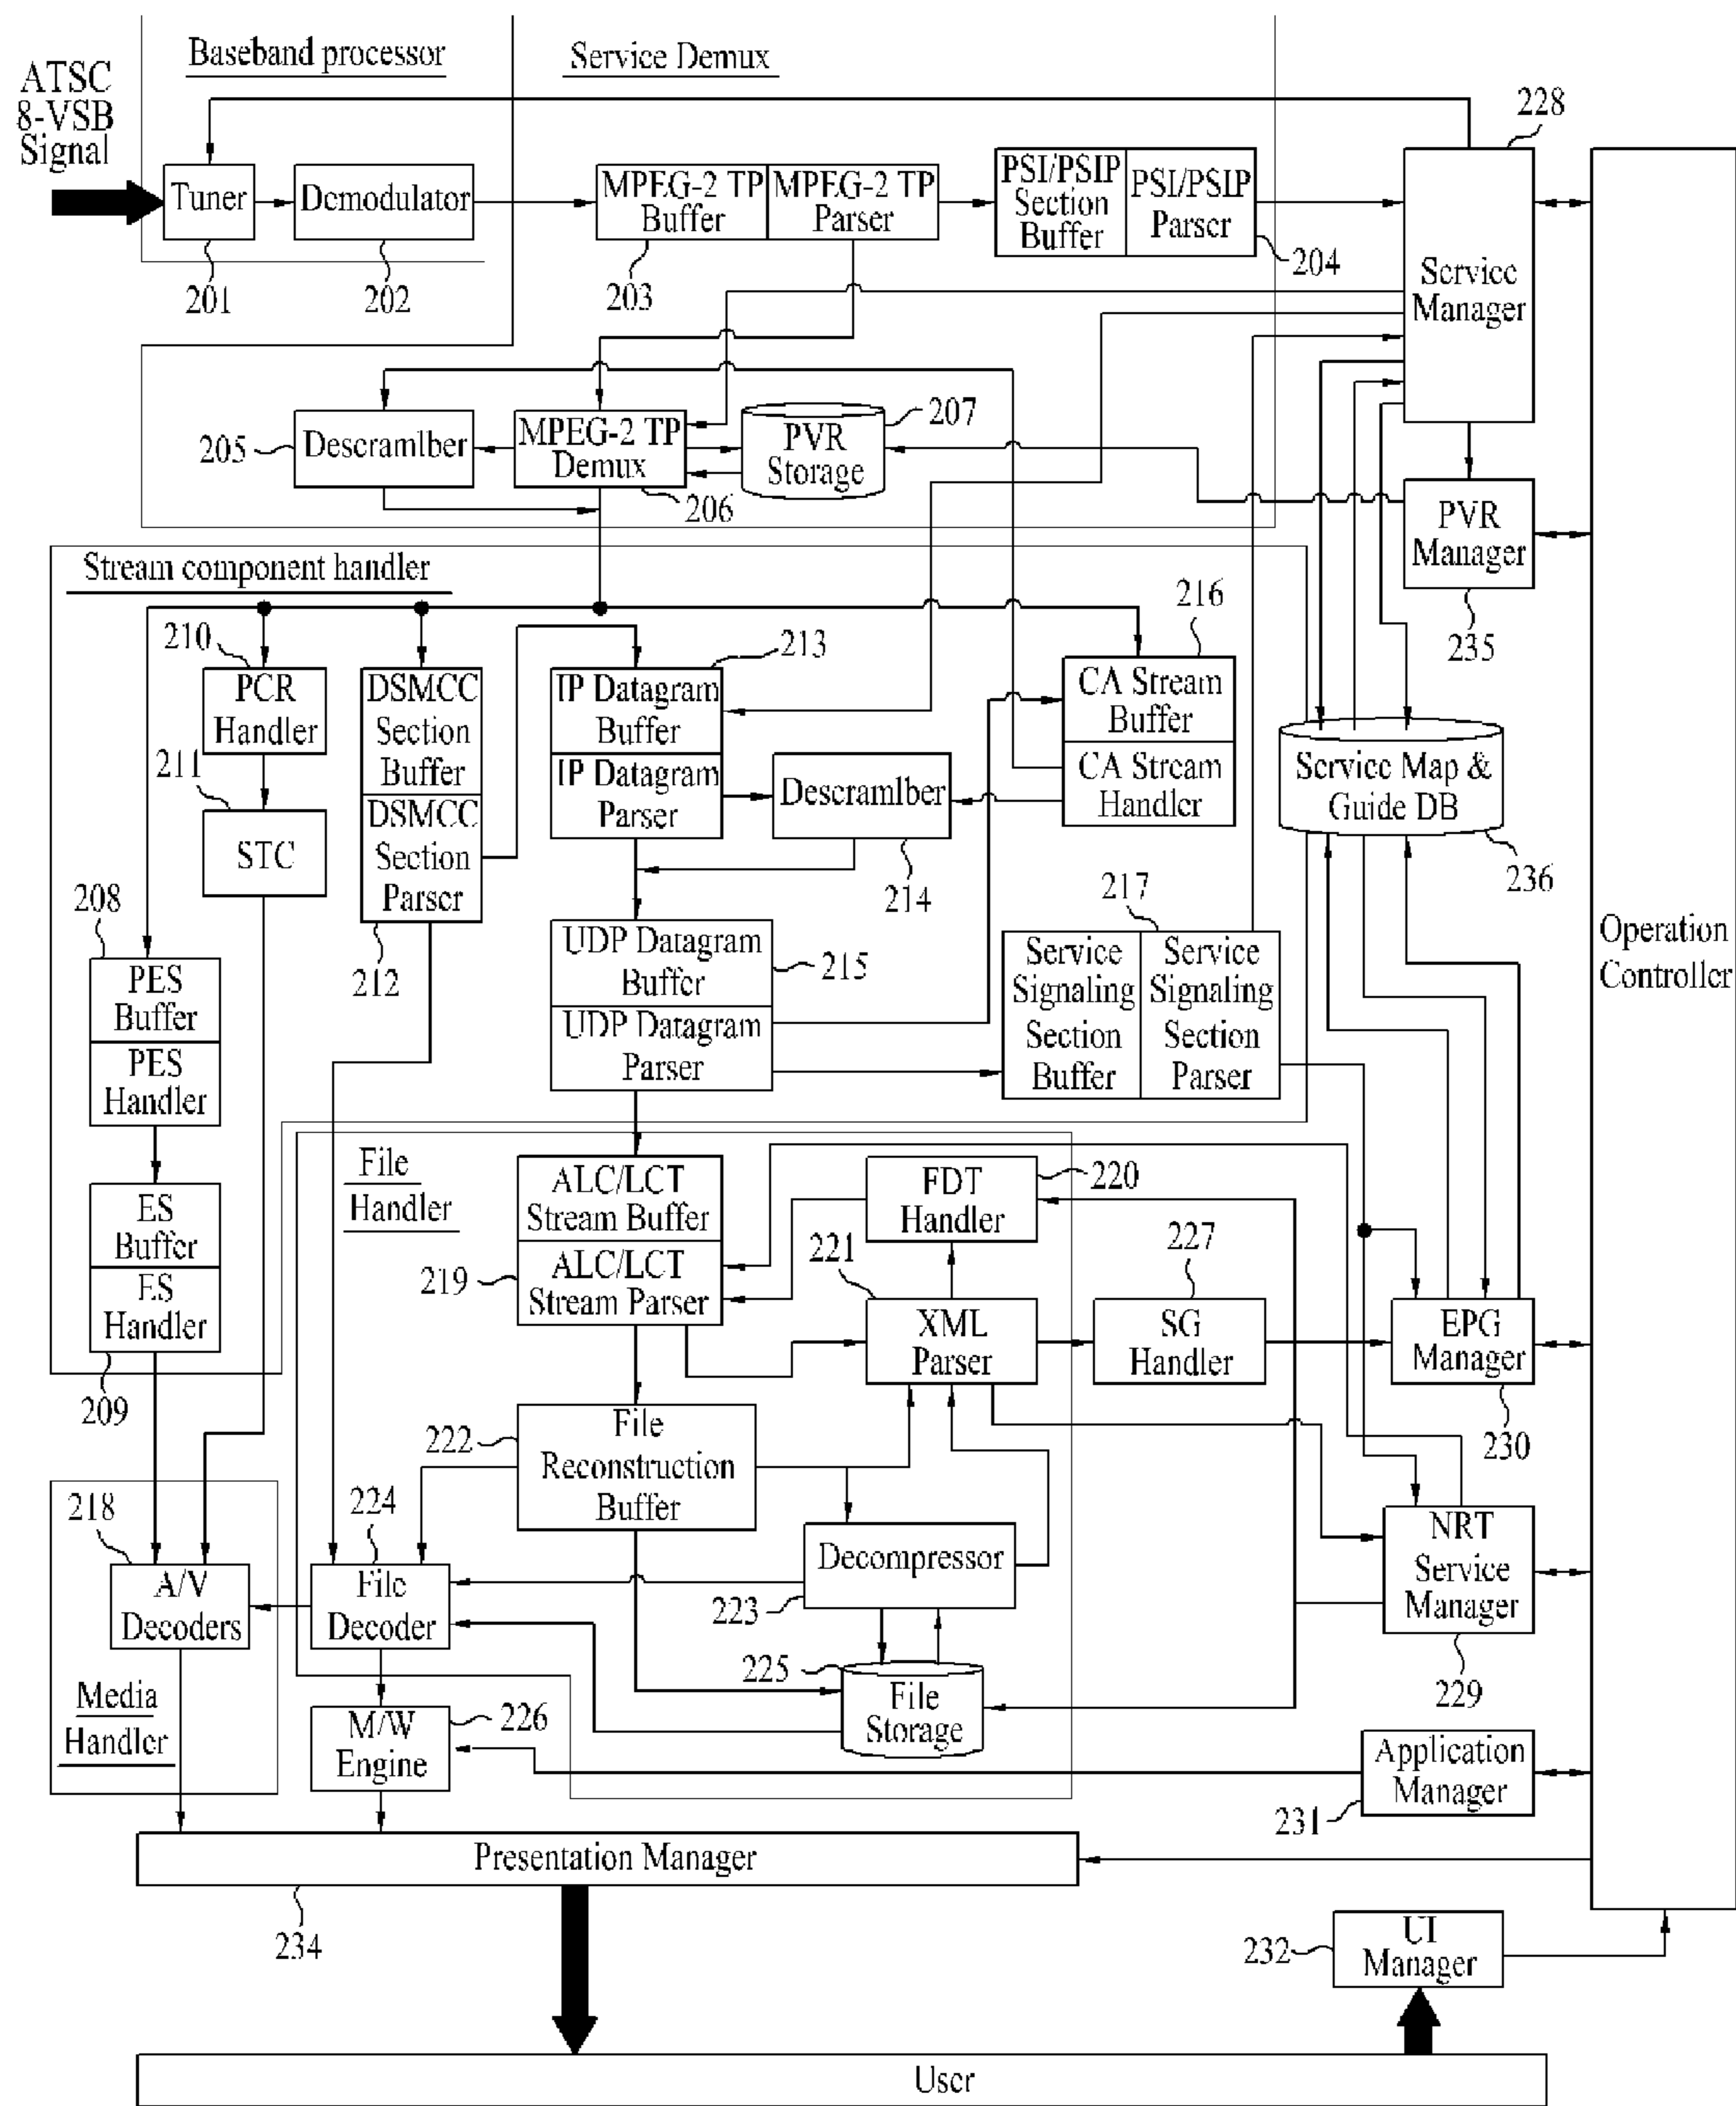 Baseband processor
Service Demux
ATSC
8-VSB
Signal
228
Tuner
Demodulator
MPEG-2 TP
Buffer
MPEG-2 TP
Parser
PSI/PSIP
Section
Buffer
PSI/PSIP
Parser
201
202
203
204
Service
Manager
205
Descramlber
MPEG-2 TP
Demux
206
PVR
Storage
207
PVR
Manager
235
Stream component handler
210
PCR
Handler
211
STC
DSMCC
Section
Buffer
DSMCC
Section
Parser
212
213
IP Datagram
Buffer
IP Datagram
Parser
Descramlber
214
216
CA Stream
Buffer
CA Stream
Handler
Service Map &
Guide DB
236
Operation
Controller
208
PES
Buffer
PES
Handler
UDP Datagram
Buffer
UDP Datagram
Parser
215
217
Service
Signaling
Section
Buffer
Service
Signaling
Section
Parser
ES
Buffer
ES
Handler
209
File
Handler
ALC/LCT
Stream Buffer
ALC/LCT
Stream Parser
219
FDT
Handler
220
221
XML
Parser
227
SG
Handler
EPG
Manager
230
222
File
Reconstruction
Buffer
218
A/V
Decoders
Media
Handler
224
File
Decoder
Decompressor
223
225
File
Storage
NRT
Service
Manager
229
M/W
Engine
226
Application
Manager
231
Presentation Manager
234
232
UI
Manager
User